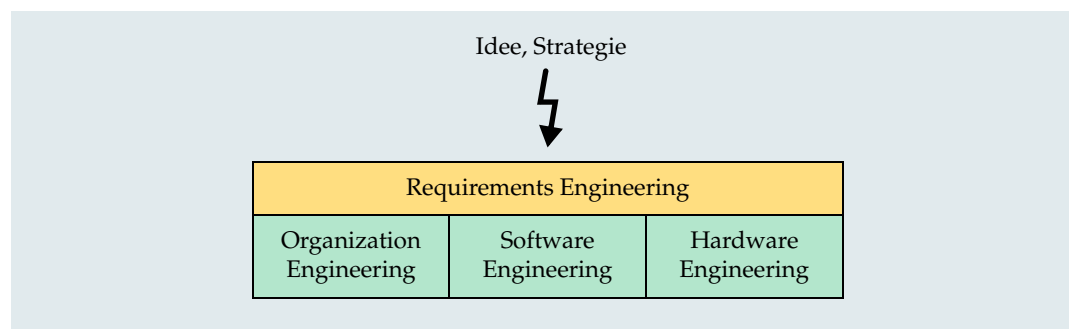 Idee, Strategie
Requirements Engineering
Organization
Engineering
Software
Engineering
Hardware
Engineering